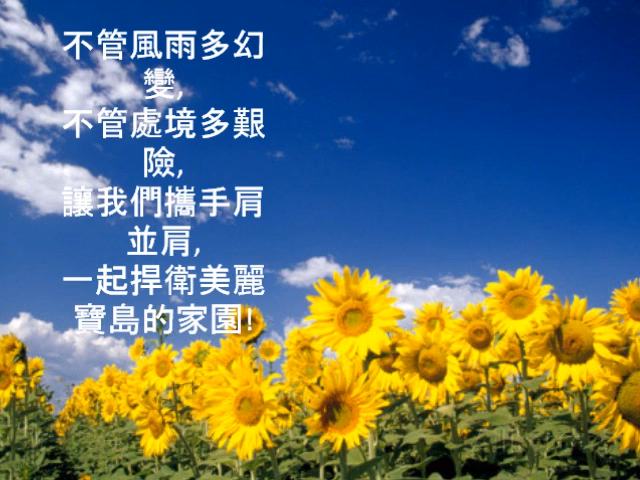 不管風雨多幻
變,
不管處境多艱
險,
讓我們攜手肩
並肩,
一起捍衛美麗
寶島的家園!